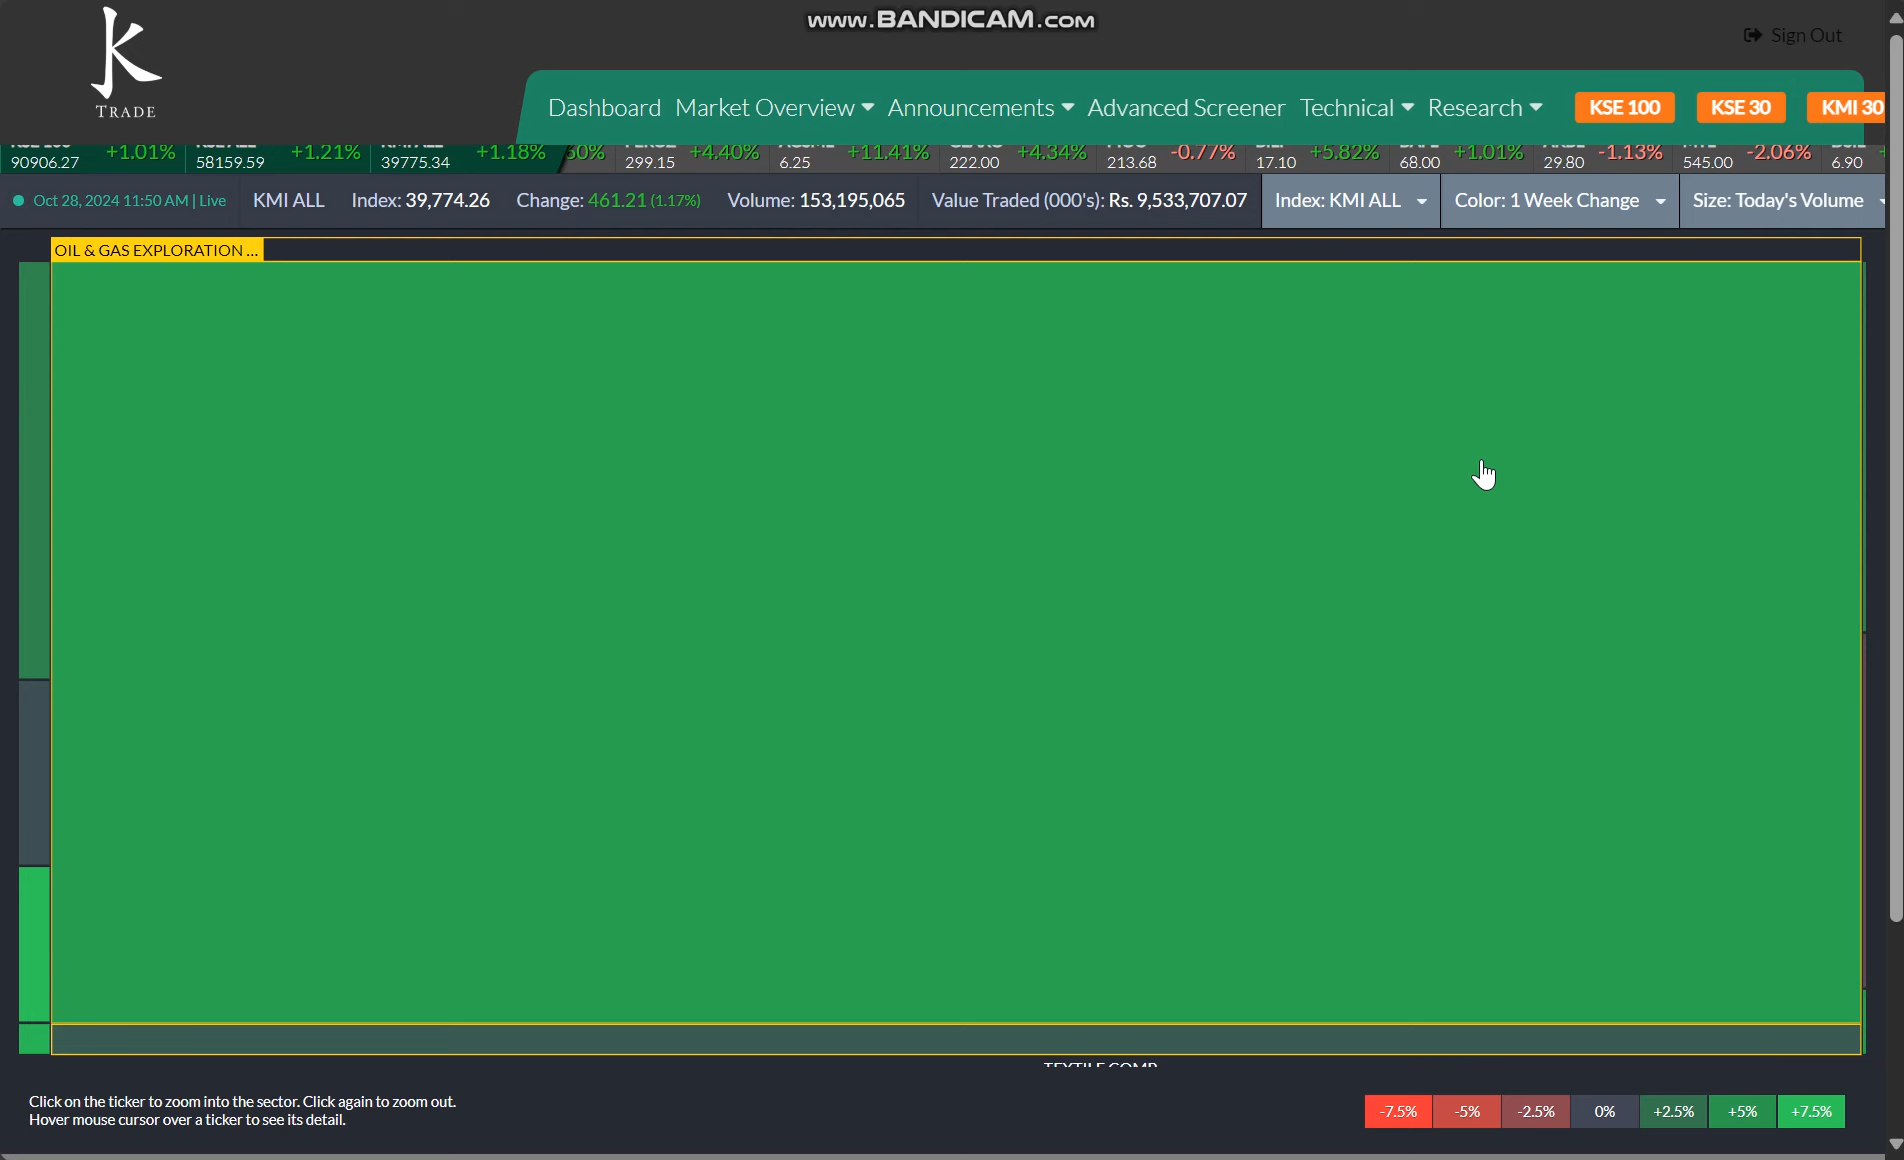 www.BANDICAM.com
TRADE
Sign Out
Dashboard Market Overview Announcements Advanced Screener Technical Research KSE 100 KSE 30 KMI 30
90906.27 +1.01% 58159.59 +1.21% 39775.34 +1.18% 299.15 +4.40% 6.25 +11.41% 222.00 +4.34% 213.68 -0.77% 17.10 +5.82% 68.00 +1.01% 29.80 -1.13% 545.00 -2.06% 6.90
Oct 28, 2024 11:50 AM | Live KMI ALL Index: 39,774.26 Change: 461.21 (1.17%) Volume: 153,195,065 Value Traded (000's): Rs. 9,533,707.07 Index: KMI ALL Color: 1 Week Change Size: Today's Volume
OIL & GAS EXPLORATION ...
Click on the ticker to zoom into the sector. Click again to zoom out.
Hover mouse cursor over a ticker to see its detail.
-7.5% -5% -2.5% 0% +2.5% +5% +7.5%